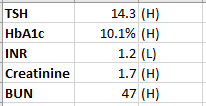 TSH 14.3 (H)
HbA1c 10.1% (H)
INR 1.2 (L)
Creatinine 1.7 (H)
BUN 47 (H)